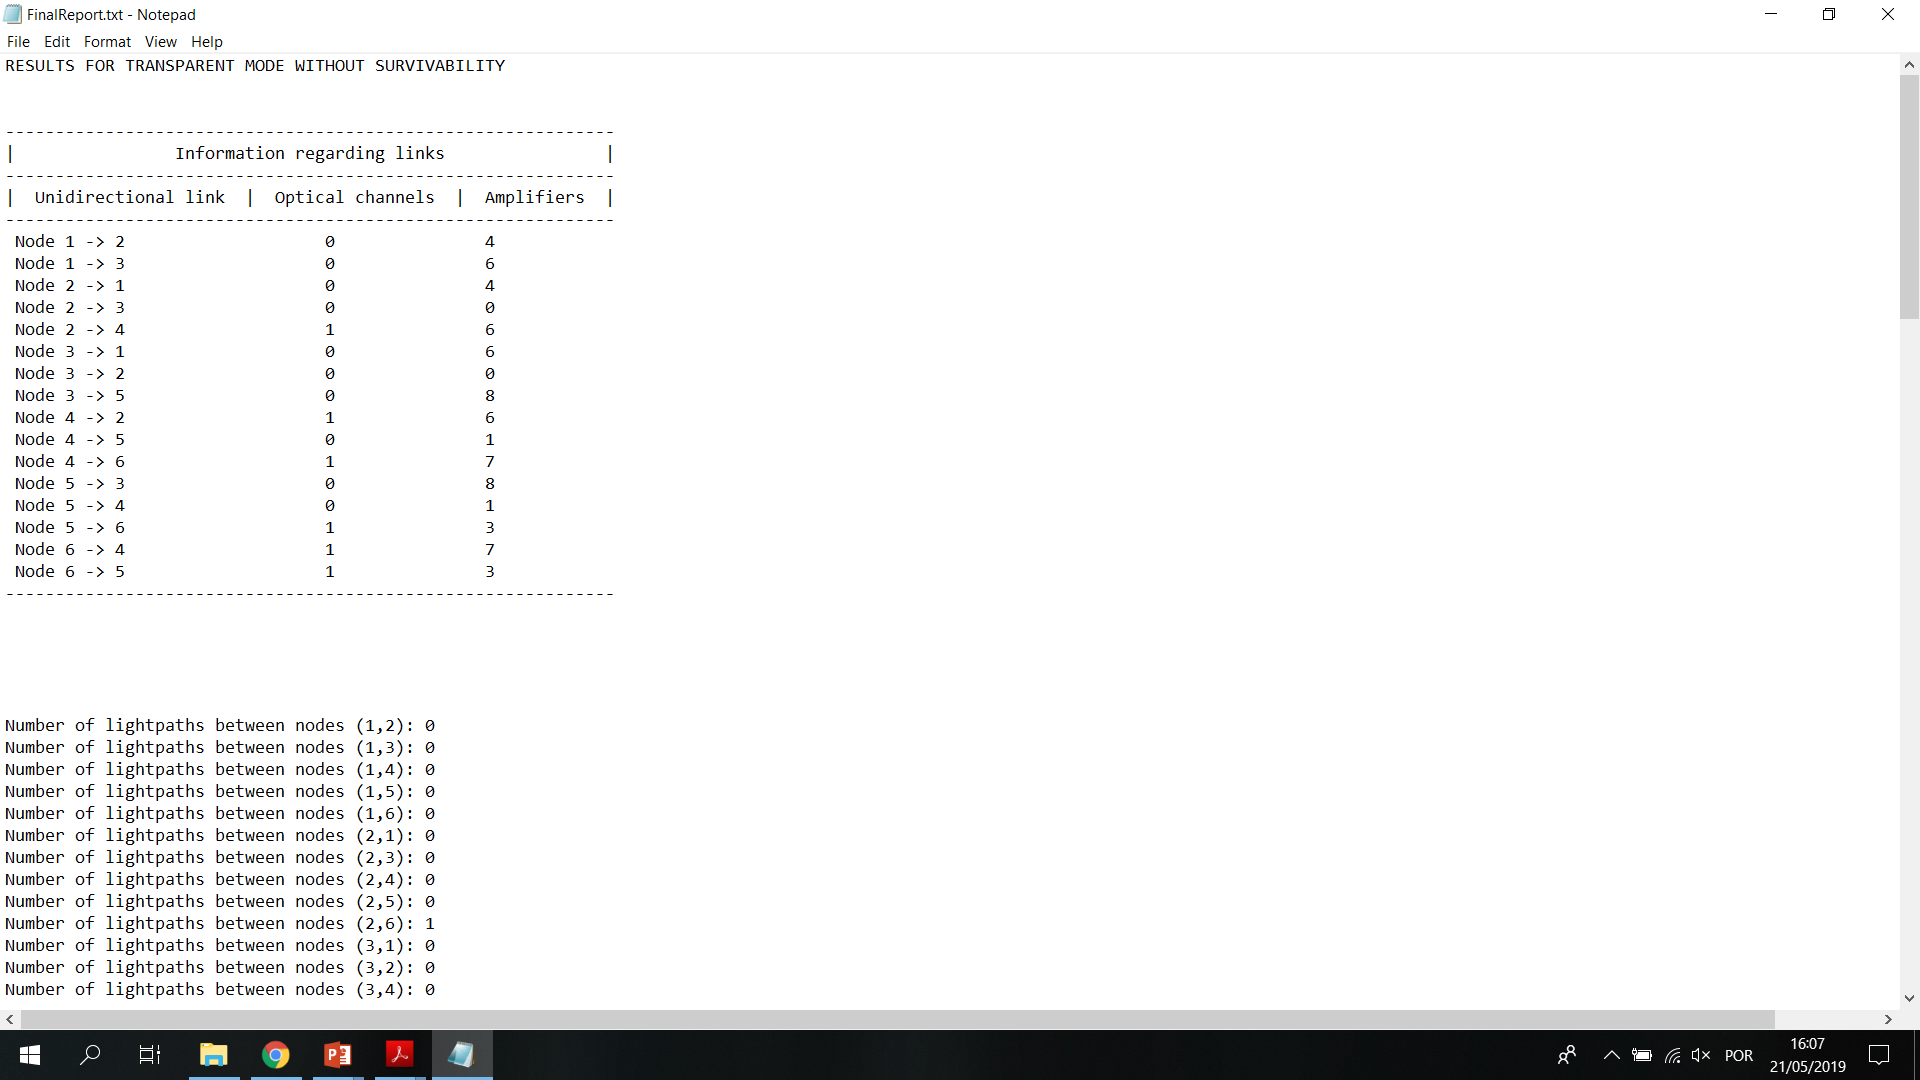 FinalReport.txt - Notepad
File Edit Format View Help
RESULTS FOR TRANSPARENT MODE WITHOUT SURVIVABILITY
-------------------------------------------------------------
|                Information regarding links                |
-------------------------------------------------------------
|  Unidirectional link  |  Optical channels  |  Amplifiers  |
-------------------------------------------------------------
Node 1 -> 2                    0               4
Node 1 -> 3                    0               6
Node 2 -> 1                    0               4
Node 2 -> 3                    0               0
Node 2 -> 4                    1               6
Node 3 -> 1                    0               6
Node 3 -> 2                    0               0
Node 3 -> 5                    0               8
Node 4 -> 2                    1               6
Node 4 -> 5                    0               1
Node 4 -> 6                    1               7
Node 5 -> 3                    0               8
Node 5 -> 4                    0               1
Node 5 -> 6                    1               3
Node 6 -> 4                    1               7
Node 6 -> 5                    1               3
-------------------------------------------------------------
Number of lightpaths between nodes (1,2): 0
Number of lightpaths between nodes (1,3): 0
Number of lightpaths between nodes (1,4): 0
Number of lightpaths between nodes (1,5): 0
Number of lightpaths between nodes (1,6): 0
Number of lightpaths between nodes (2,1): 0
Number of lightpaths between nodes (2,3): 0
Number of lightpaths between nodes (2,4): 0
Number of lightpaths between nodes (2,5): 0
Number of lightpaths between nodes (2,6): 1
Number of lightpaths between nodes (3,1): 0
Number of lightpaths between nodes (3,2): 0
Number of lightpaths between nodes (3,4): 0
POR
16:07
21/05/2019